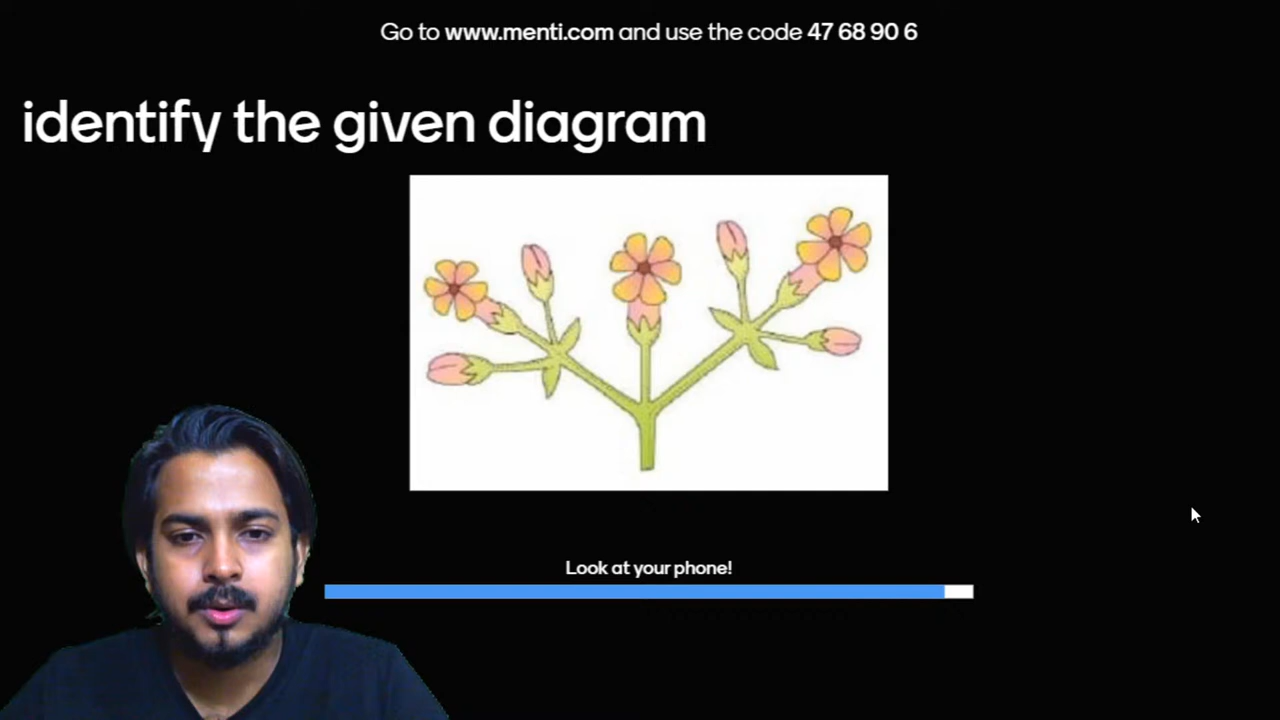 Go to www.menti.com and use the code 47 68 90 6
identify the given diagram
Look at your phone!